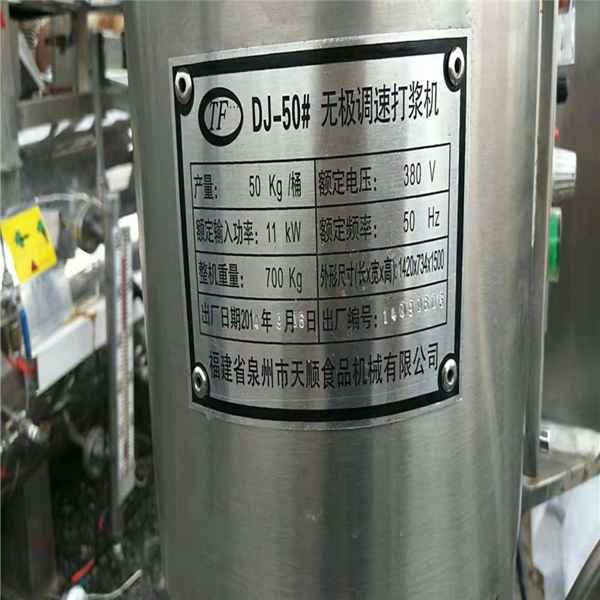 TF DJ-50# 无极调速打浆机
产量： 50 Kg/桶 额定电压： 380 V
额定输入功率：11 kW 额定频率： 50 Hz
整机重量： 700 Kg 外形尺寸(长x宽x高):1420x734x1500
出厂日期201 年 月 日 出厂编号：
福建省泉州市天顺食品机械有限公司